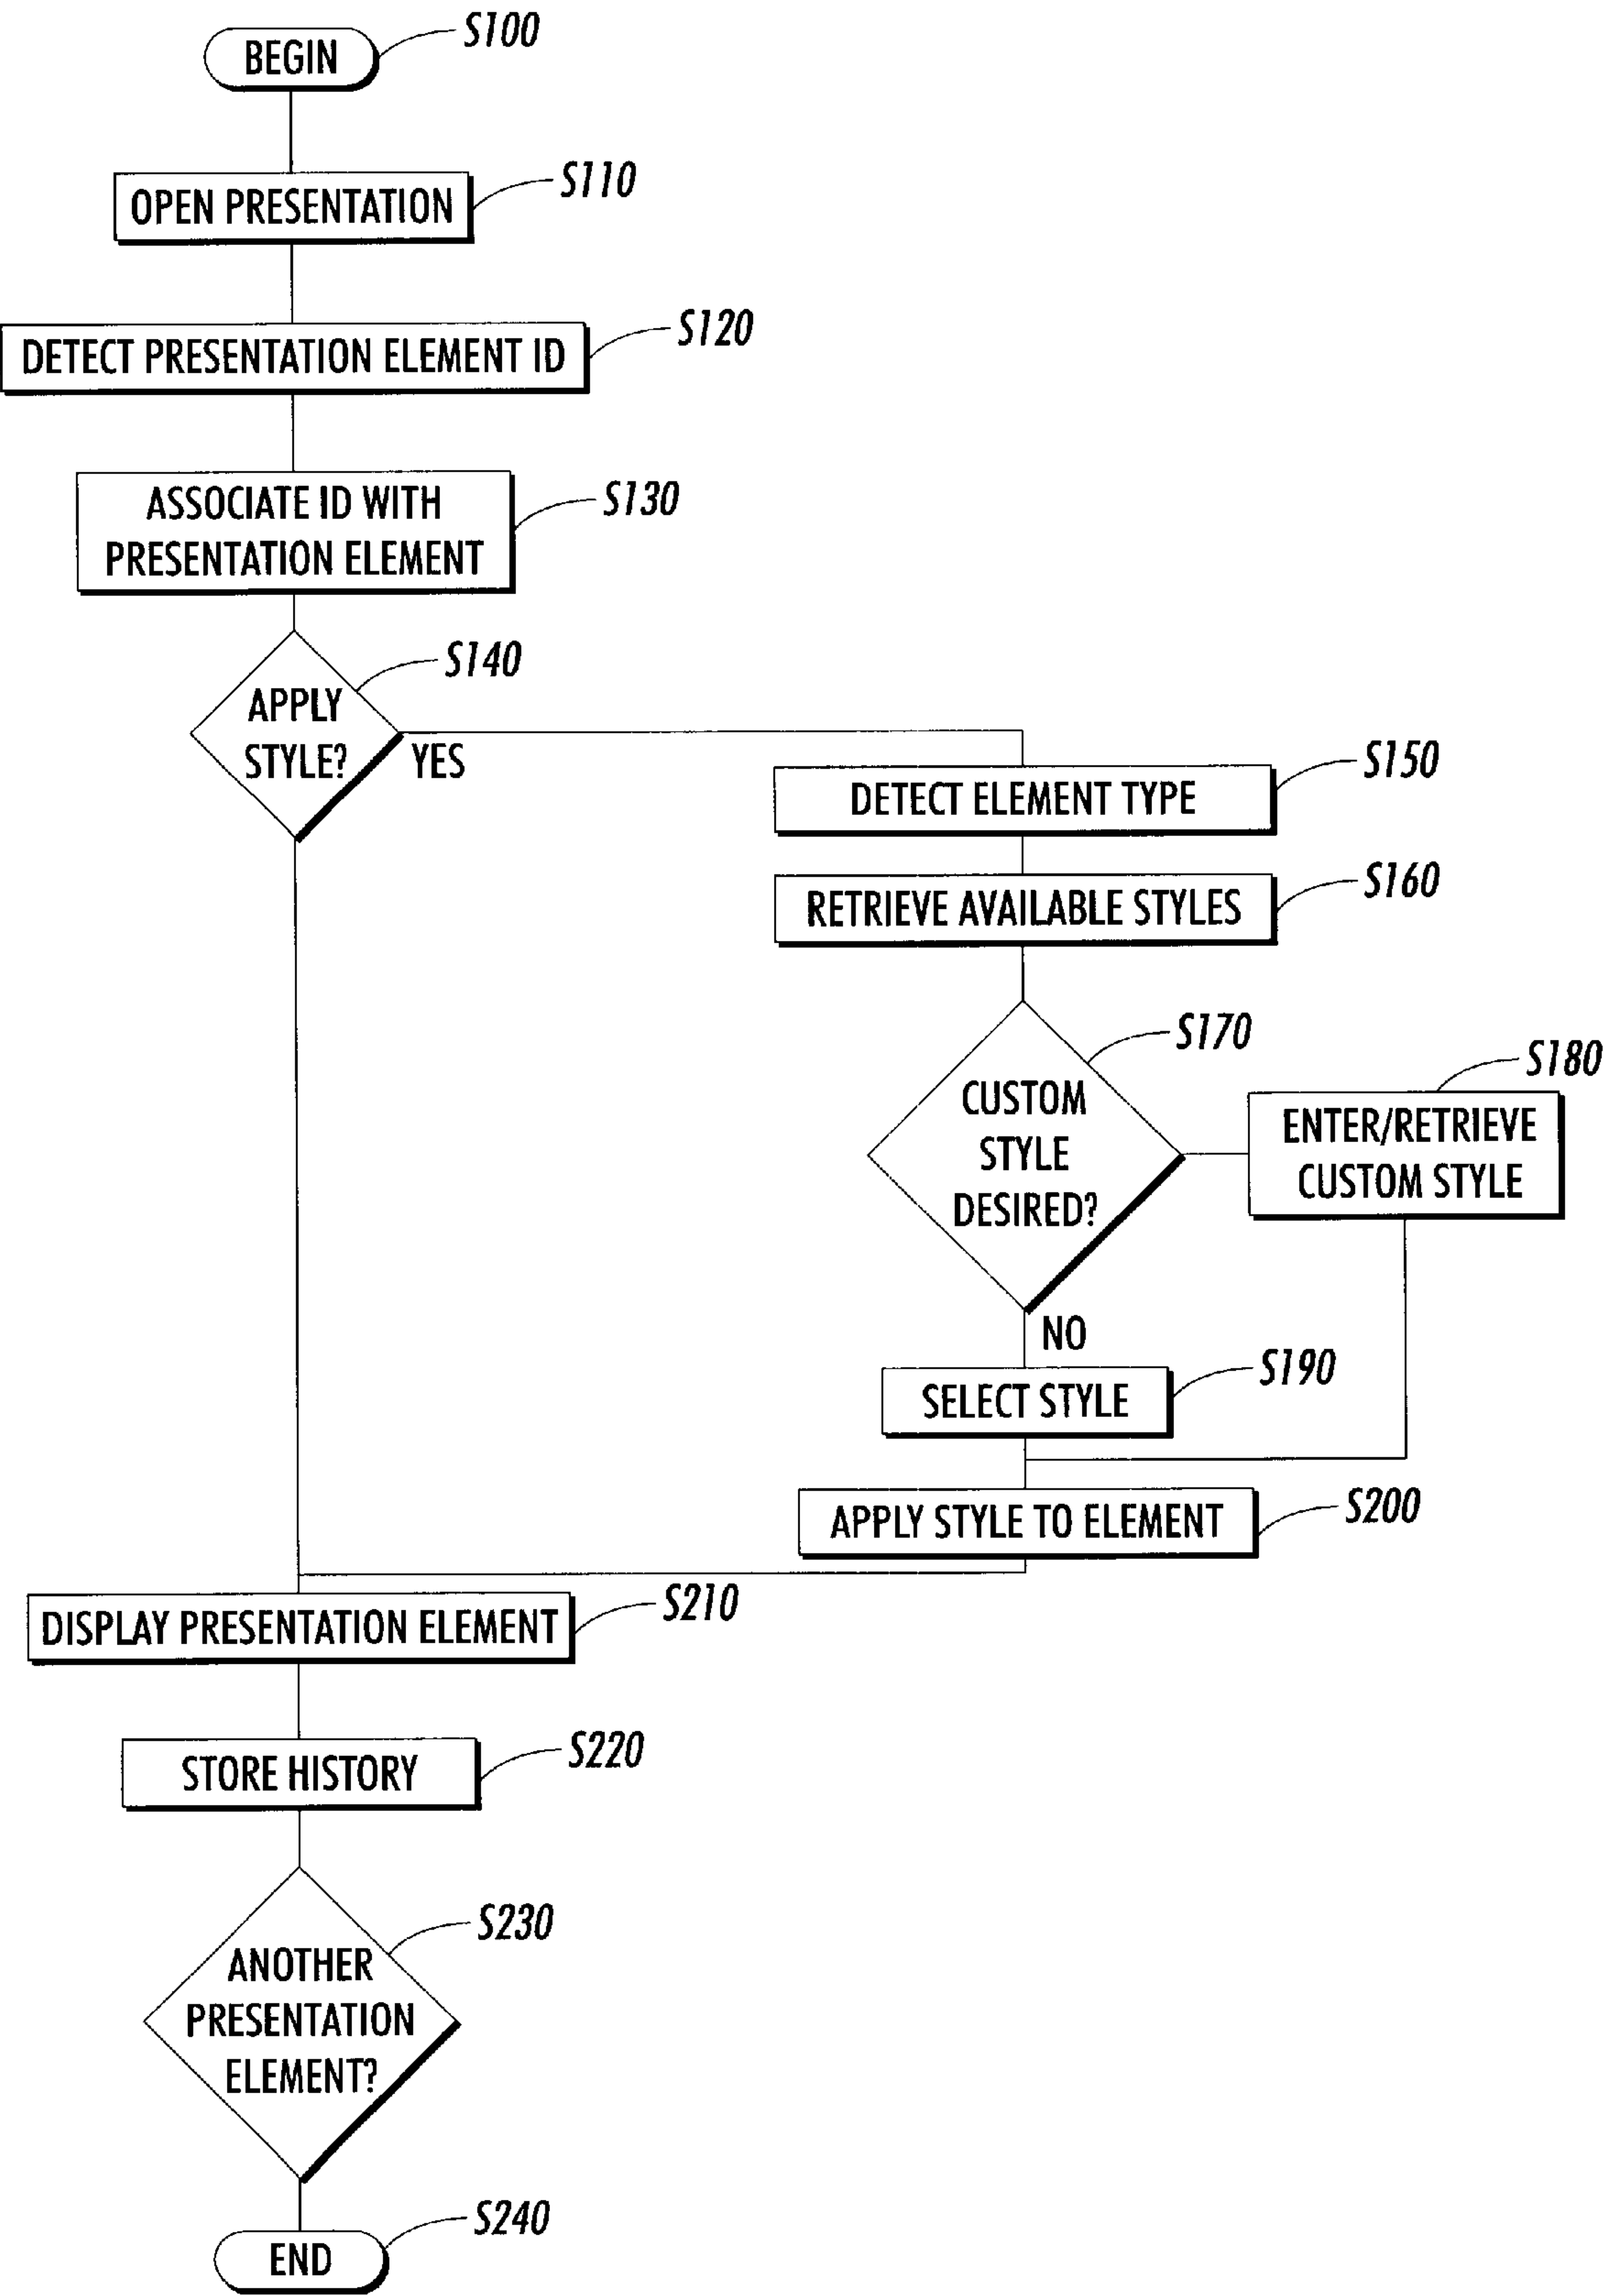 BEGIN
S100
OPEN PRESENTATION
S110
DETECT PRESENTATION ELEMENT ID
S120
ASSOCIATE ID WITH
PRESENTATION ELEMENT
S130
APPLY
STYLE?
S140
YES
DETECT ELEMENT TYPE
S150
RETRIEVE AVAILABLE STYLES
S160
CUSTOM
STYLE
DESIRED?
S170
ENTER/RETRIEVE
CUSTOM STYLE
S180
NO
SELECT STYLE
S190
APPLY STYLE TO ELEMENT
S200
DISPLAY PRESENTATION ELEMENT
S210
STORE HISTORY
S220
ANOTHER
PRESENTATION
ELEMENT?
S230
END
S240